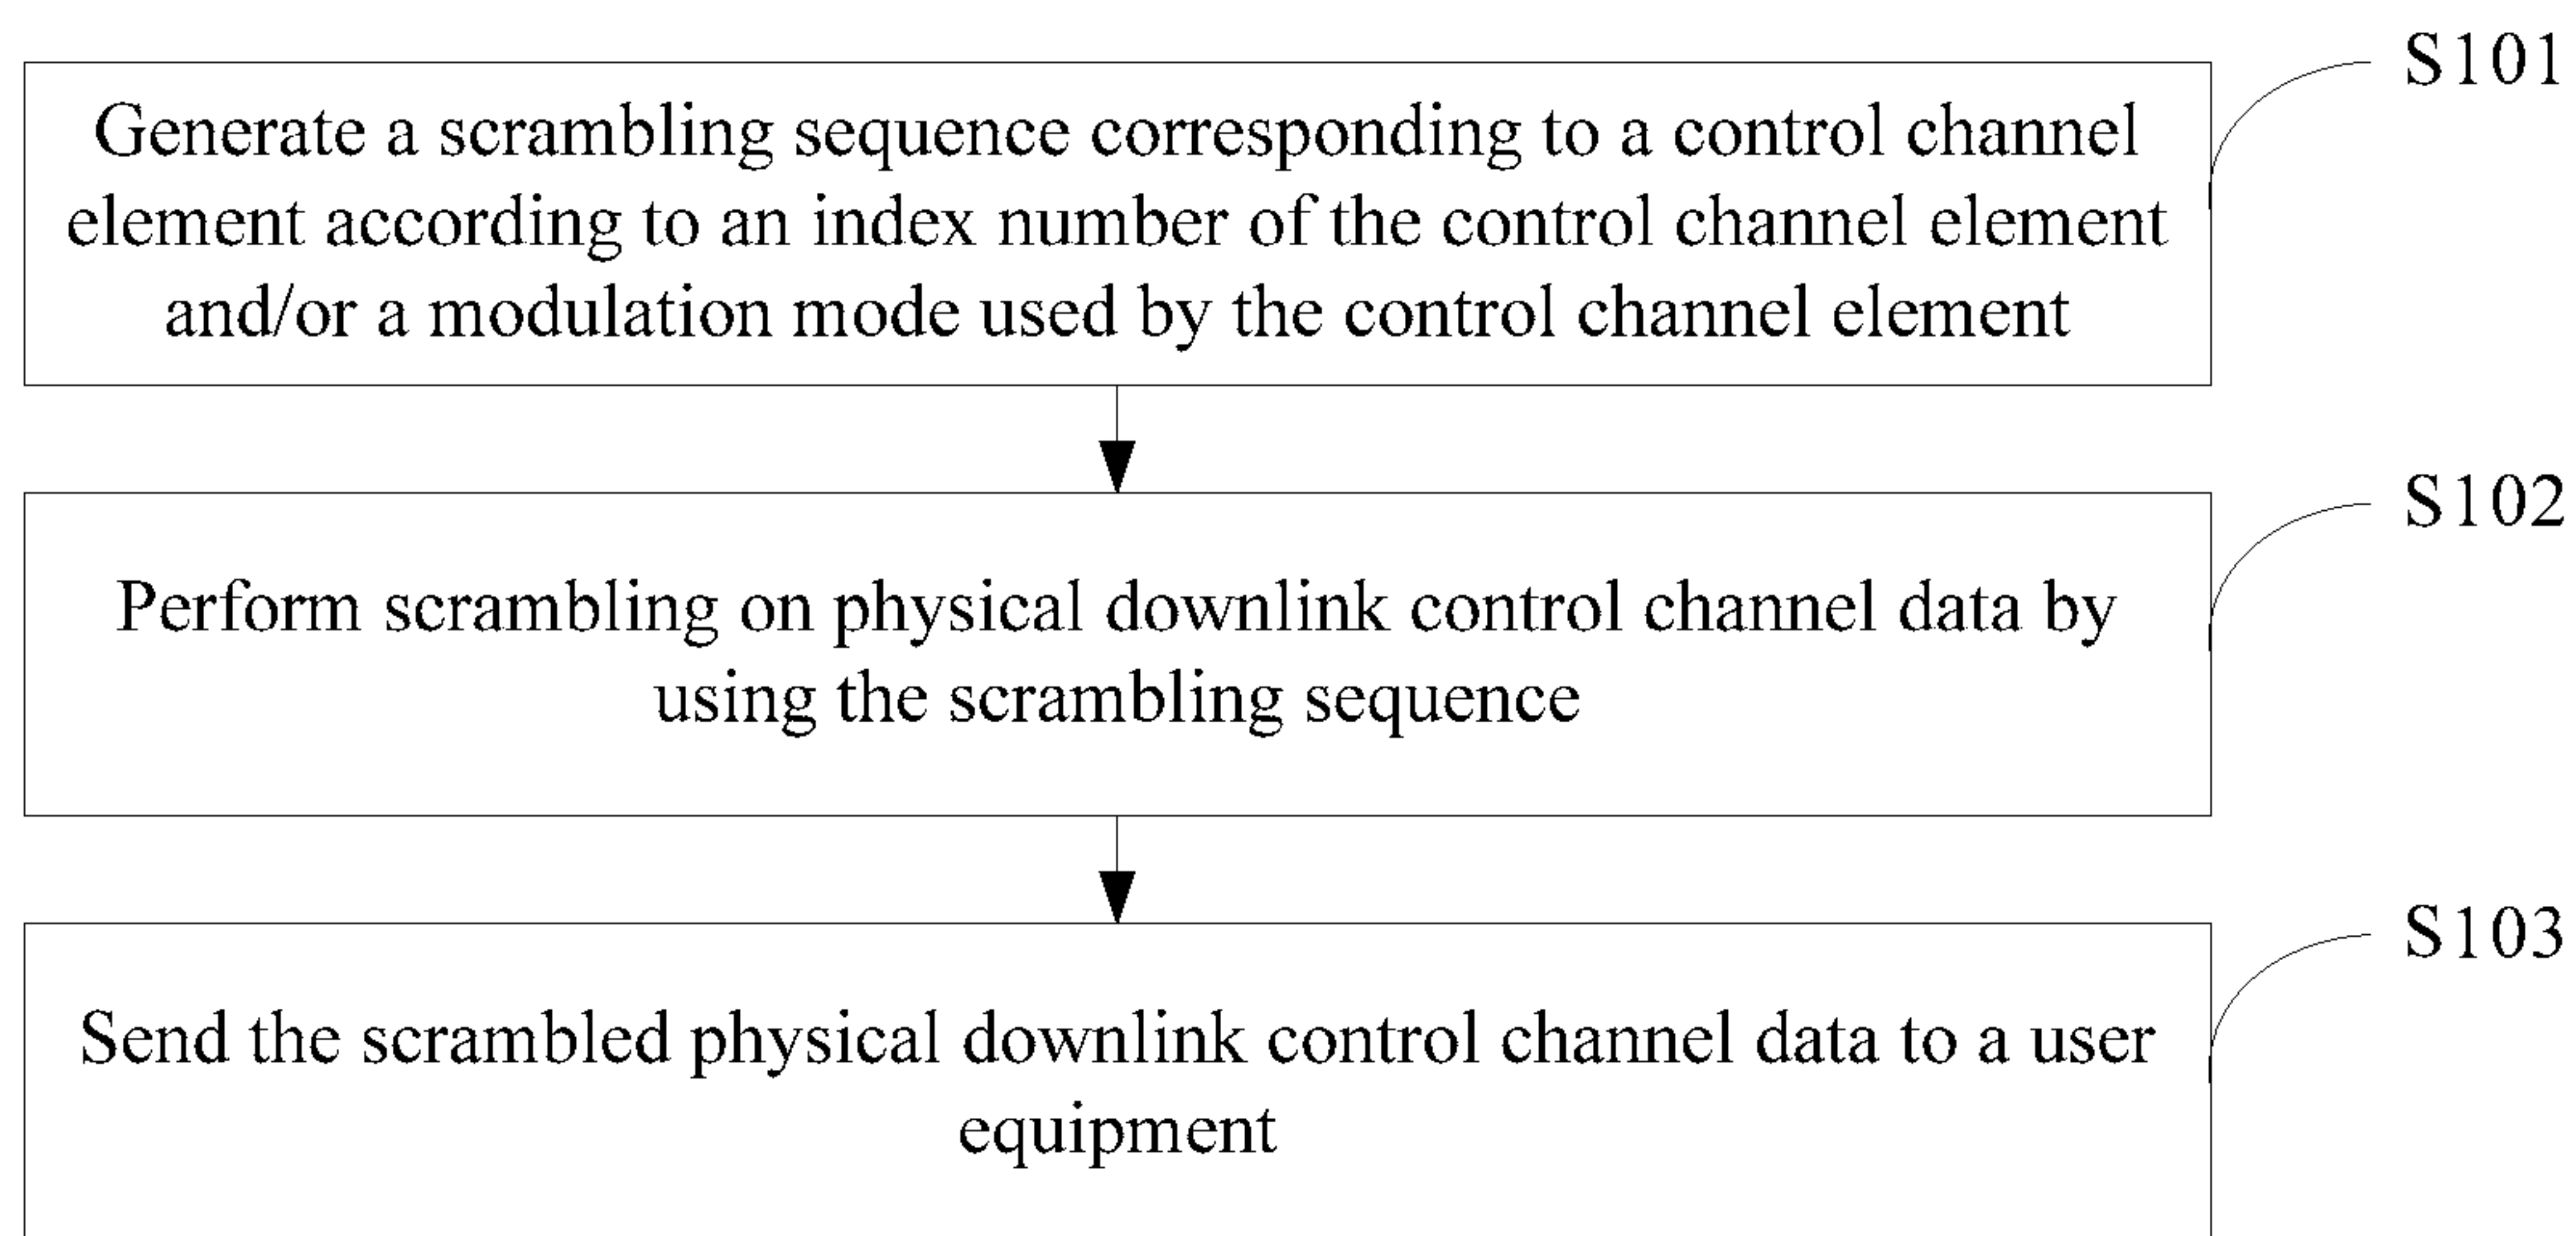 S101
Generate a scrambling sequence corresponding to a control channel
element according to an index number of the control channel element
and/or a modulation mode used by the control channel element
S102
Perform scrambling on physical downlink control channel data by
using the scrambling sequence
S103
Send the scrambled physical downlink control channel data to a user
equipment